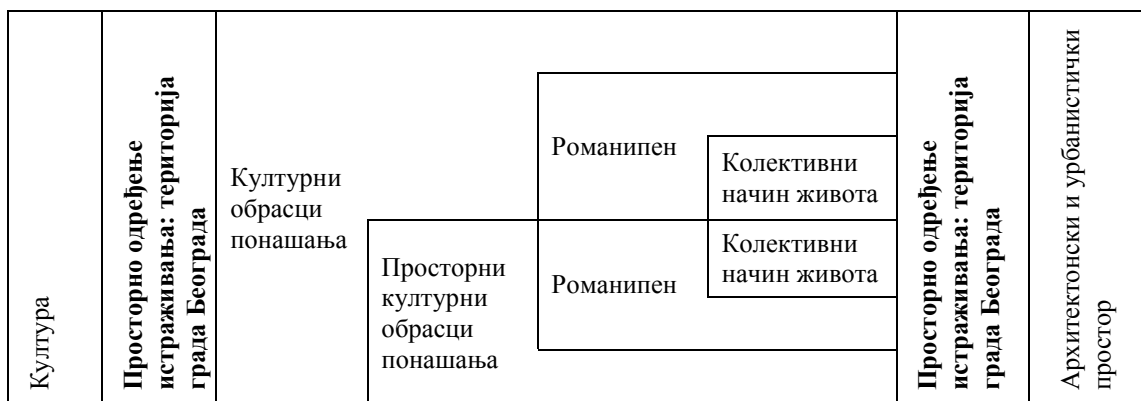 Култура
Просторно одређење
истраживања: територија
града Београда
Културни
обрасци
понашања
Просторни
културни
обрасци
понашања
Романипен
Колективни
начин живота
Романипен
Колективни
начин живота
Просторно одређење
истраживања: територија
града Београда
Архитектонски и урбанистички
простор